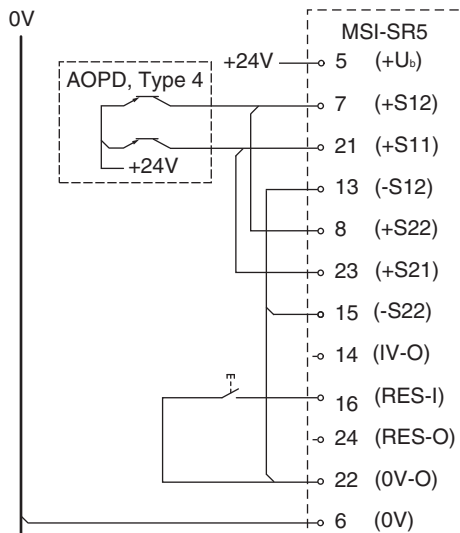 0V
MSI-SR5
+24V 5 (+Ub)
AOPD, Type 4
7 (+S12)
21 (+S11)
+24V
13 (-S12)
8 (+S22)
23 (+S21)
15 (-S22)
14 (IV-O)
16 (RES-I)
24 (RES-O)
22 (0V-O)
6 (0V)